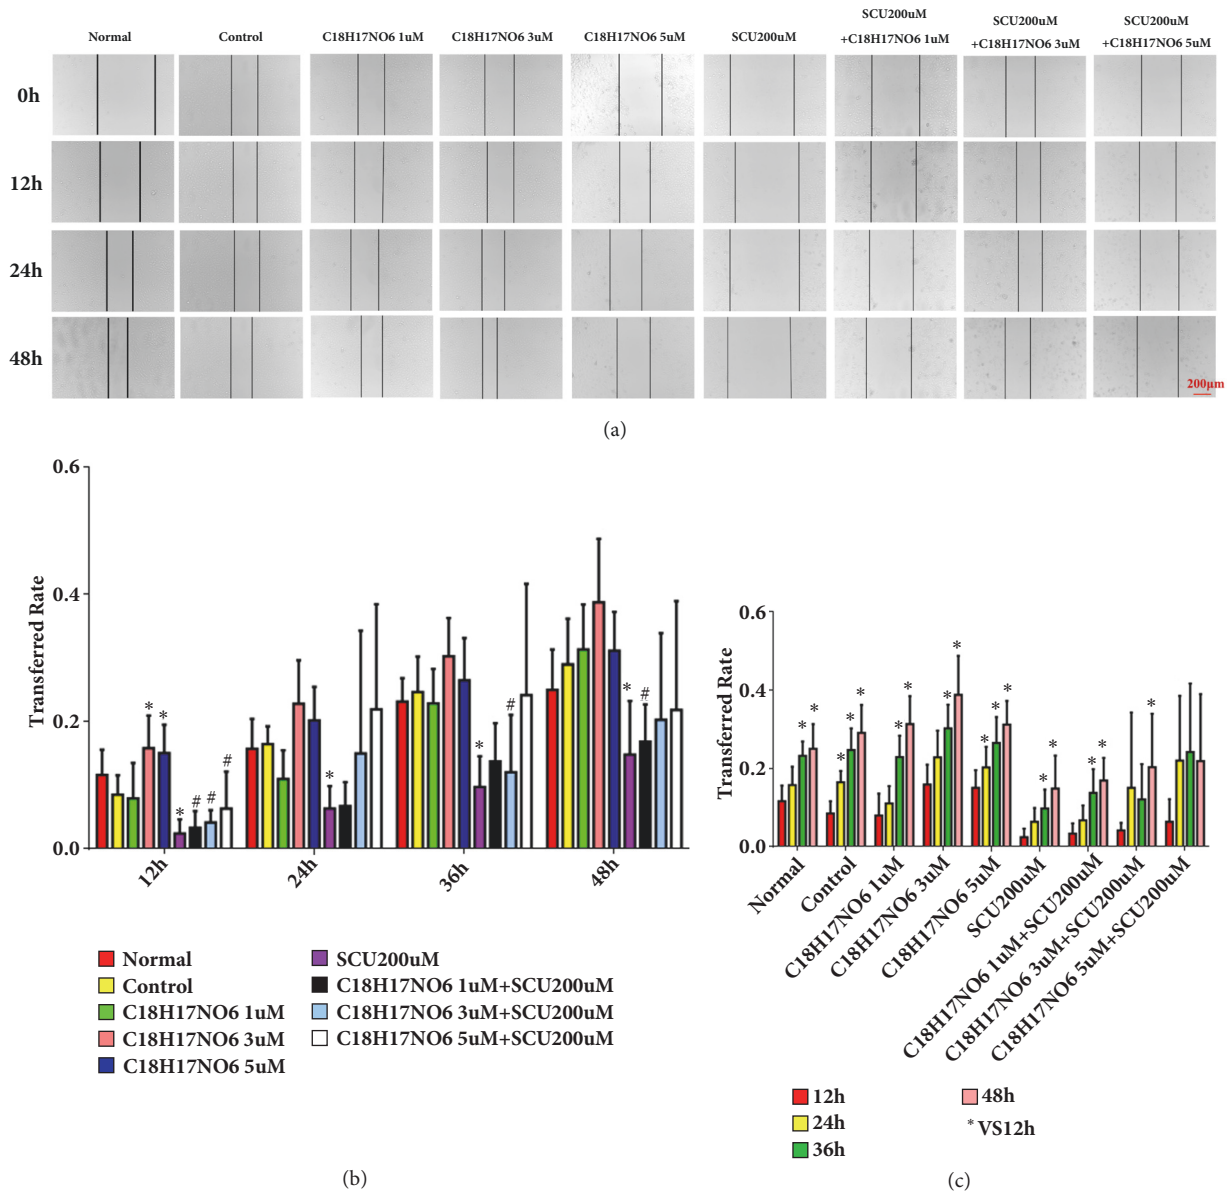 Normal
Control
C18H17NO6 1uM
C18H17NO6 3uM
C18H17NO6 5uM
SCU200uM
SCU200uM
+C18H17NO6 1uM
SCU200uM
+C18H17NO6 3uM
SCU200uM
+C18H17NO6 5uM
0h
12h
24h
48h
200μm
(a)
0.6
0.4
0.2
0.0
Transferred Rate
* * * # # #
*
* #
* #
12h
24h
36h
48h
Normal
Control
C18H17NO6 1uM
C18H17NO6 3uM
C18H17NO6 5uM
SCU200uM
C18H17NO6 1uM+SCU200uM
C18H17NO6 3uM+SCU200uM
C18H17NO6 5uM+SCU200uM
(b)
0.6
0.4
0.2
0.0
Transferred Rate
* *
* * *
* *
* *
* * *
* *
* *
*
Normal
Control
C18H17NO6 1uM
C18H17NO6 3uM
C18H17NO6 5uM
SCU200uM
C18H17NO6 1uM+SCU200uM
C18H17NO6 3uM+SCU200uM
C18H17NO6 5uM+SCU200uM
12h
24h
36h
48h
* VS12h
(c)